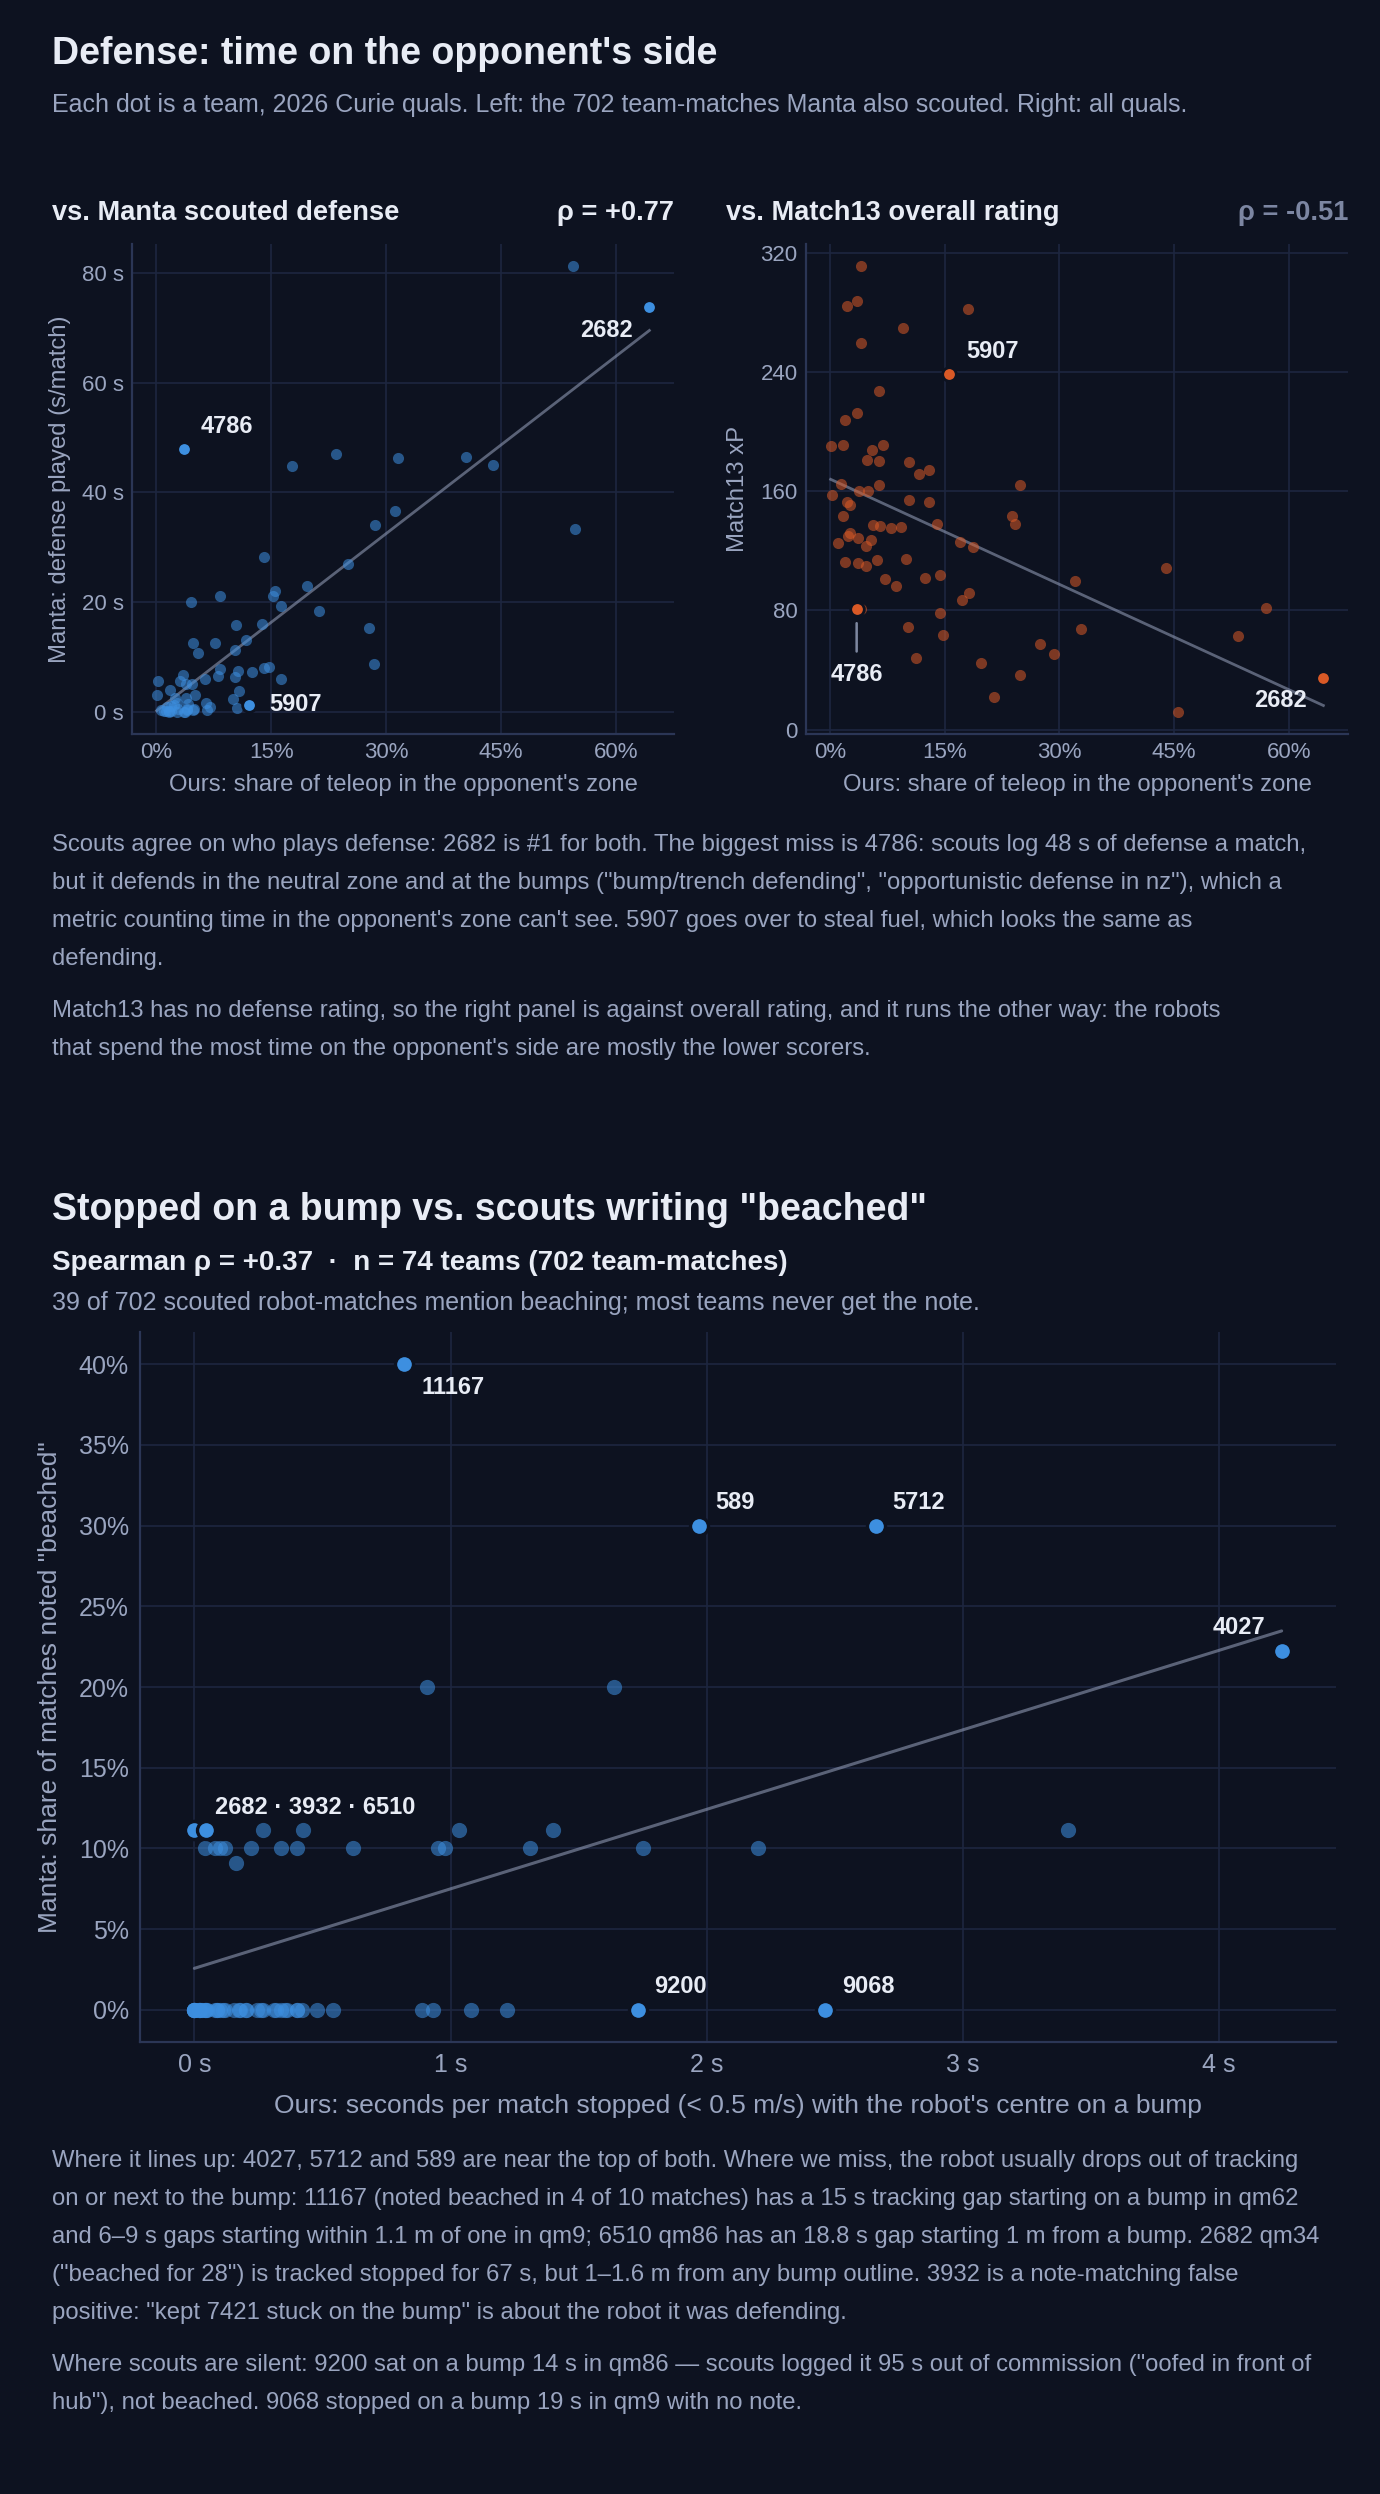 Defense: time on the opponent's side
Each dot is a team, 2026 Curie quals. Left: the 702 team-matches Manta also scouted. Right: all quals.
vs. Manta scouted defense
ρ = +0.77
80 s
60 s
40 s
20 s
0 s
Manta: defense played (s/match)
2682
4786
5907
0%
15%
30%
45%
60%
Ours: share of teleop in the opponent's zone
vs. Match13 overall rating
ρ = -0.51
320
240
160
80
0
Match13 xP
5907
4786
2682
0%
15%
30%
45%
60%
Ours: share of teleop in the opponent's zone
Scouts agree on who plays defense: 2682 is #1 for both. The biggest miss is 4786: scouts log 48 s of defense a match,
but it defends in the neutral zone and at the bumps ("bump/trench defending", "opportunistic defense in nz"), which a
metric counting time in the opponent's zone can't see. 5907 goes over to steal fuel, which looks the same as
defending.
Match13 has no defense rating, so the right panel is against overall rating, and it runs the other way: the robots
that spend the most time on the opponent's side are mostly the lower scorers.
Stopped on a bump vs. scouts writing "beached"
Spearman ρ = +0.37 · n = 74 teams (702 team-matches)
39 of 702 scouted robot-matches mention beaching; most teams never get the note.
40%
35%
30%
25%
20%
15%
10%
5%
0%
Manta: share of matches noted "beached"
11167
589
5712
4027
2682 · 3932 · 6510
9200
9068
0 s
1 s
2 s
3 s
4 s
Ours: seconds per match stopped (< 0.5 m/s) with the robot's centre on a bump
Where it lines up: 4027, 5712 and 589 are near the top of both. Where we miss, the robot usually drops out of tracking
on or next to the bump: 11167 (noted beached in 4 of 10 matches) has a 15 s tracking gap starting on a bump in qm62
and 6–9 s gaps starting within 1.1 m of one in qm9; 6510 qm86 has an 18.8 s gap starting 1 m from a bump. 2682 qm34
("beached for 28") is tracked stopped for 67 s, but 1–1.6 m from any bump outline. 3932 is a note-matching false
positive: "kept 7421 stuck on the bump" is about the robot it was defending.
Where scouts are silent: 9200 sat on a bump 14 s in qm86 — scouts logged it 95 s out of commission ("oofed in front of
hub"), not beached. 9068 stopped on a bump 19 s in qm9 with no note.